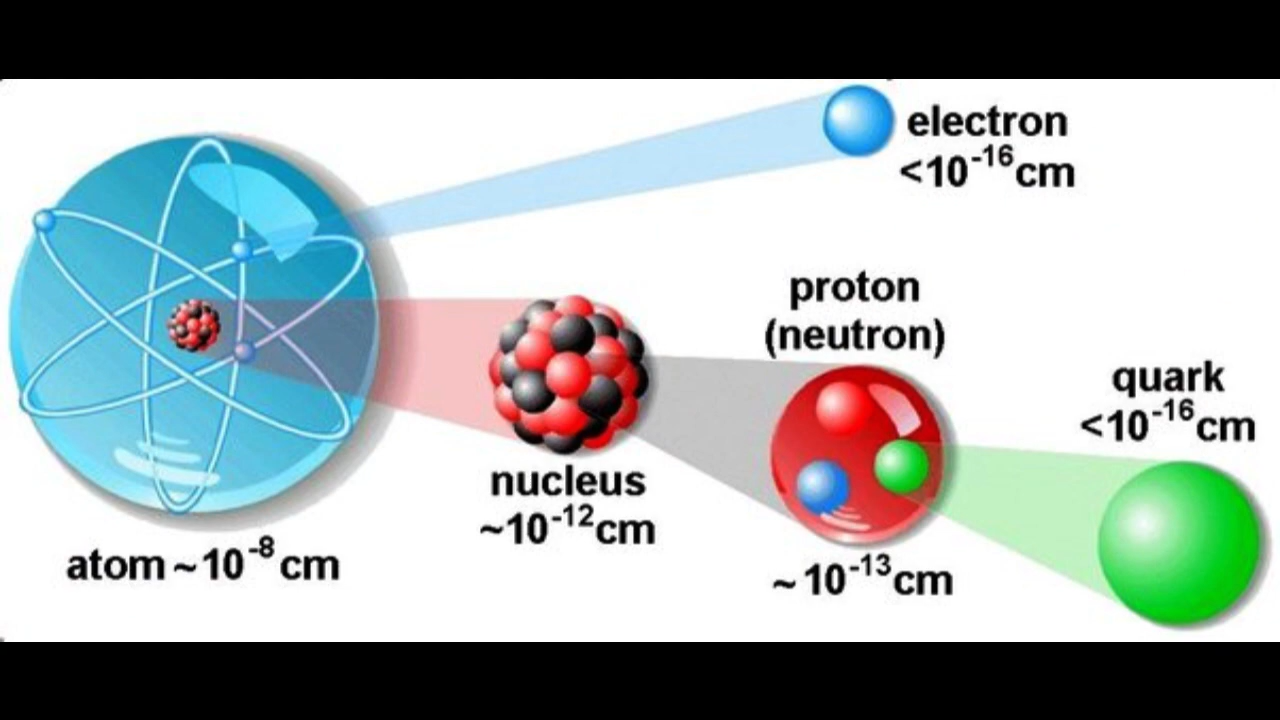 electron
<10⁻¹⁶cm
proton
(neutron)
quark
<10⁻¹⁶cm
nucleus
~10⁻¹²cm
atom ~10⁻⁸ cm
~10⁻¹³cm